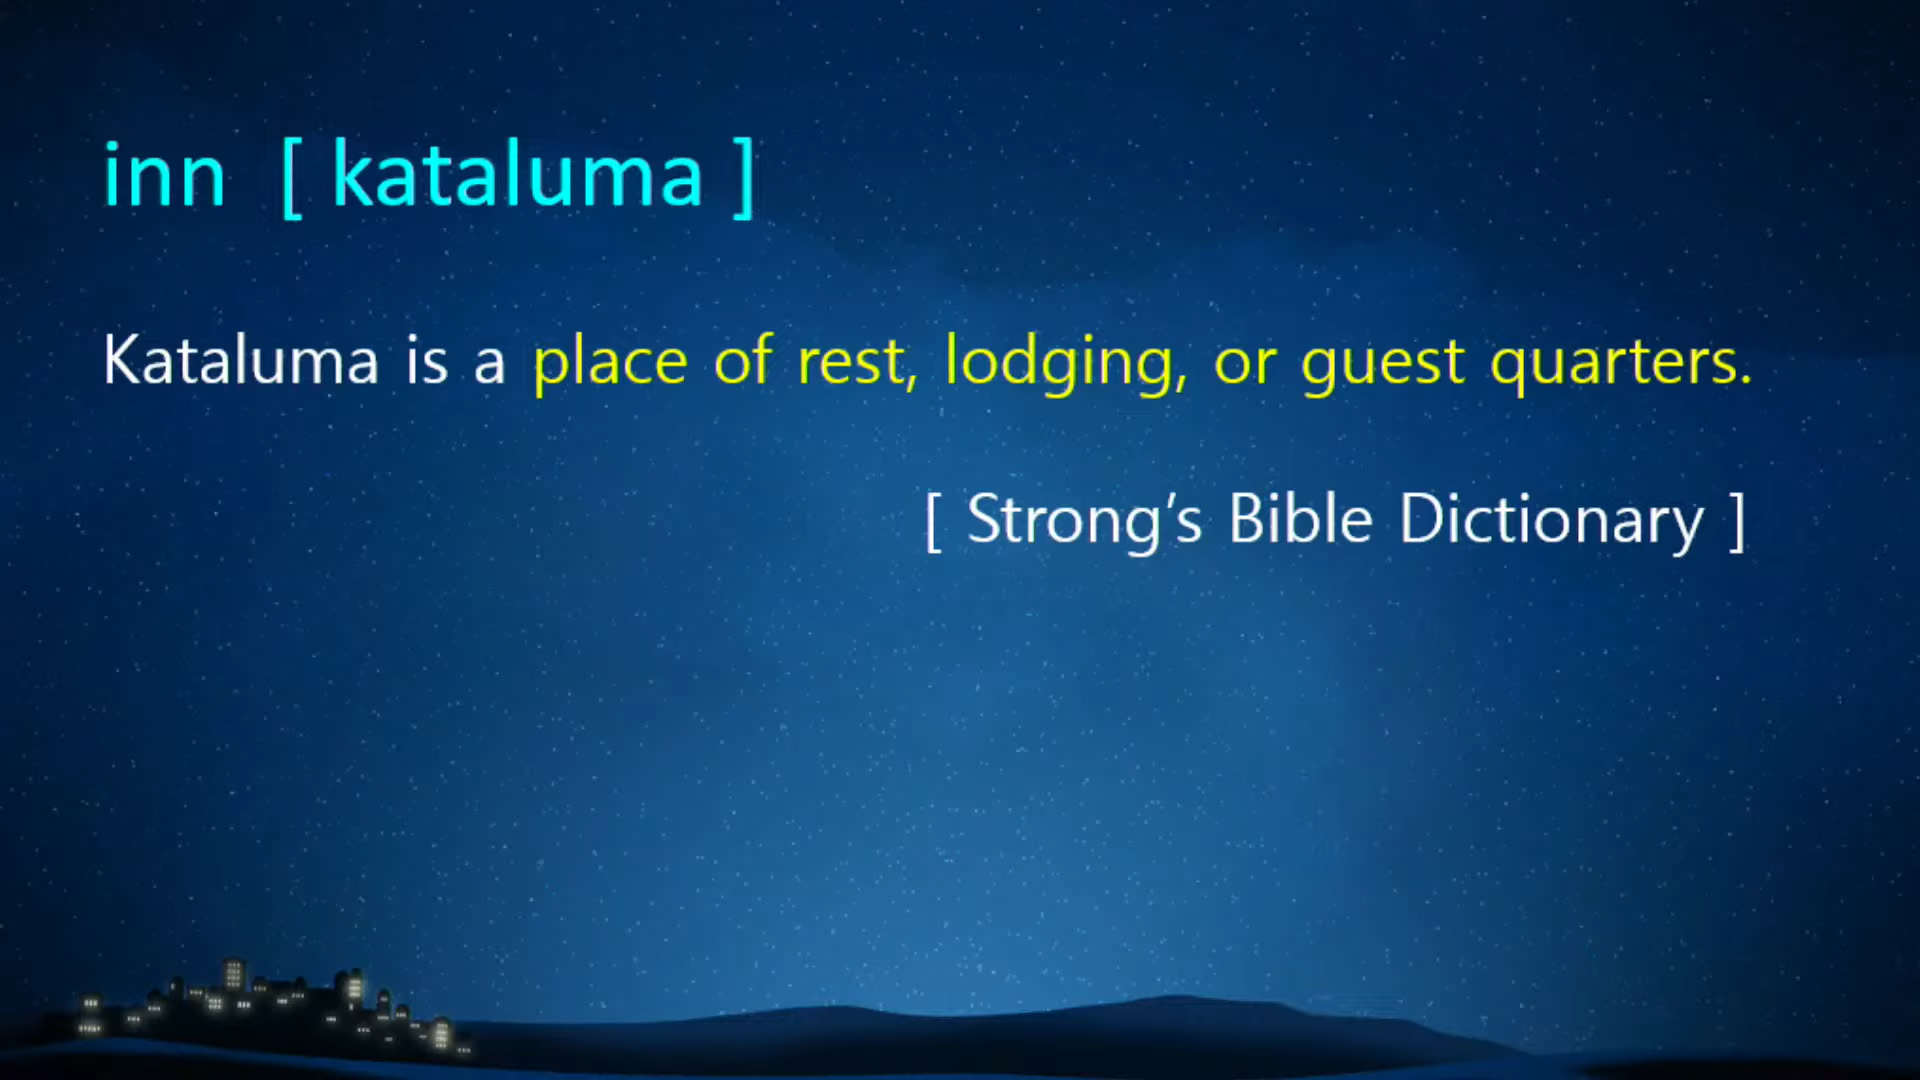 inn [ kataluma ]
Kataluma is a place of rest, lodging, or guest quarters.
[ Strong’s Bible Dictionary ]